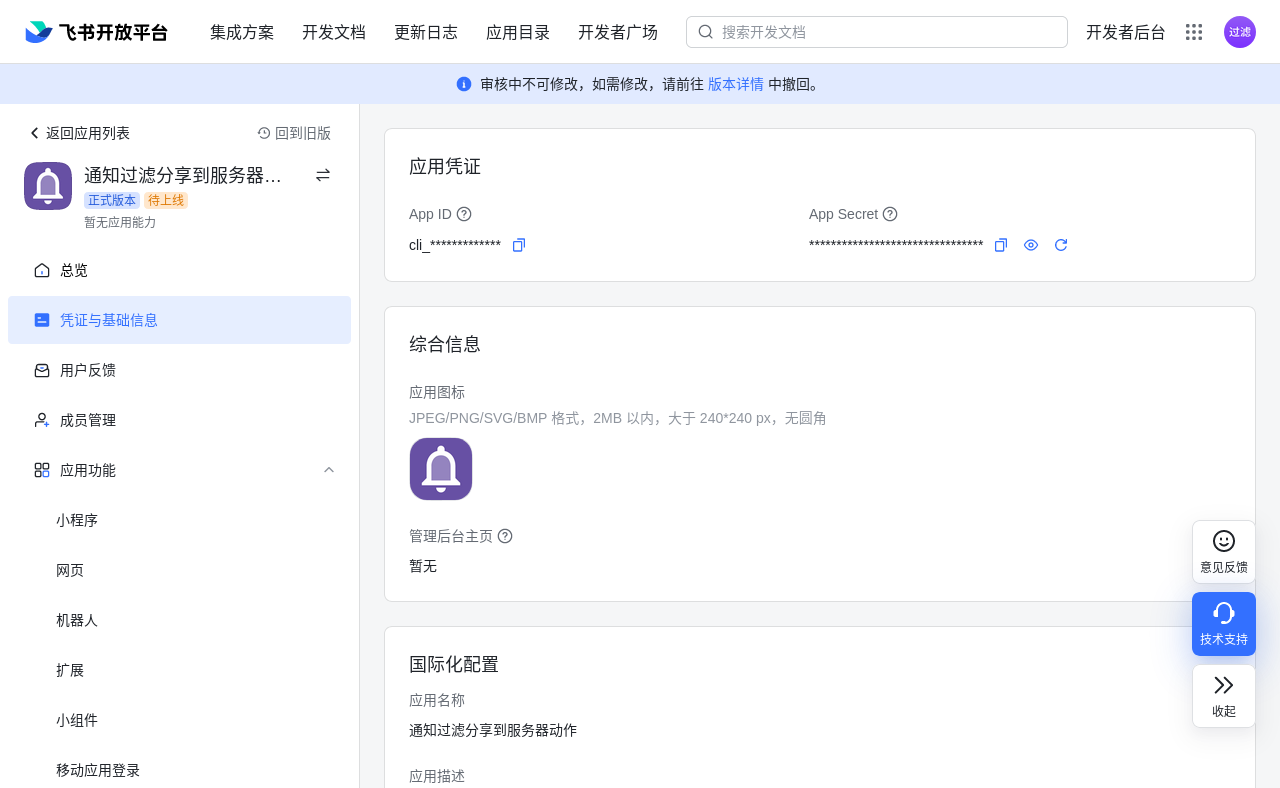 飞书开放平台
集成方案
开发文档
更新日志
应用目录
开发者广场
搜索开发文档
开发者后台
过滤
审核中不可修改，如需修改，请前往 版本详情 中撤回。
返回应用列表
回到旧版
通知过滤分享到服务器…
正式版本 待上线
暂无应用能力
总览
凭证与基础信息
用户反馈
成员管理
应用功能
小程序
网页
机器人
扩展
小组件
移动应用登录
应用凭证
App ID
cli_*************
App Secret
********************************
综合信息
应用图标
JPEG/PNG/SVG/BMP 格式，2MB 以内，大于 240*240 px，无圆角
管理后台主页
暂无
国际化配置
应用名称
通知过滤分享到服务器动作
应用描述
意见反馈
技术支持
收起